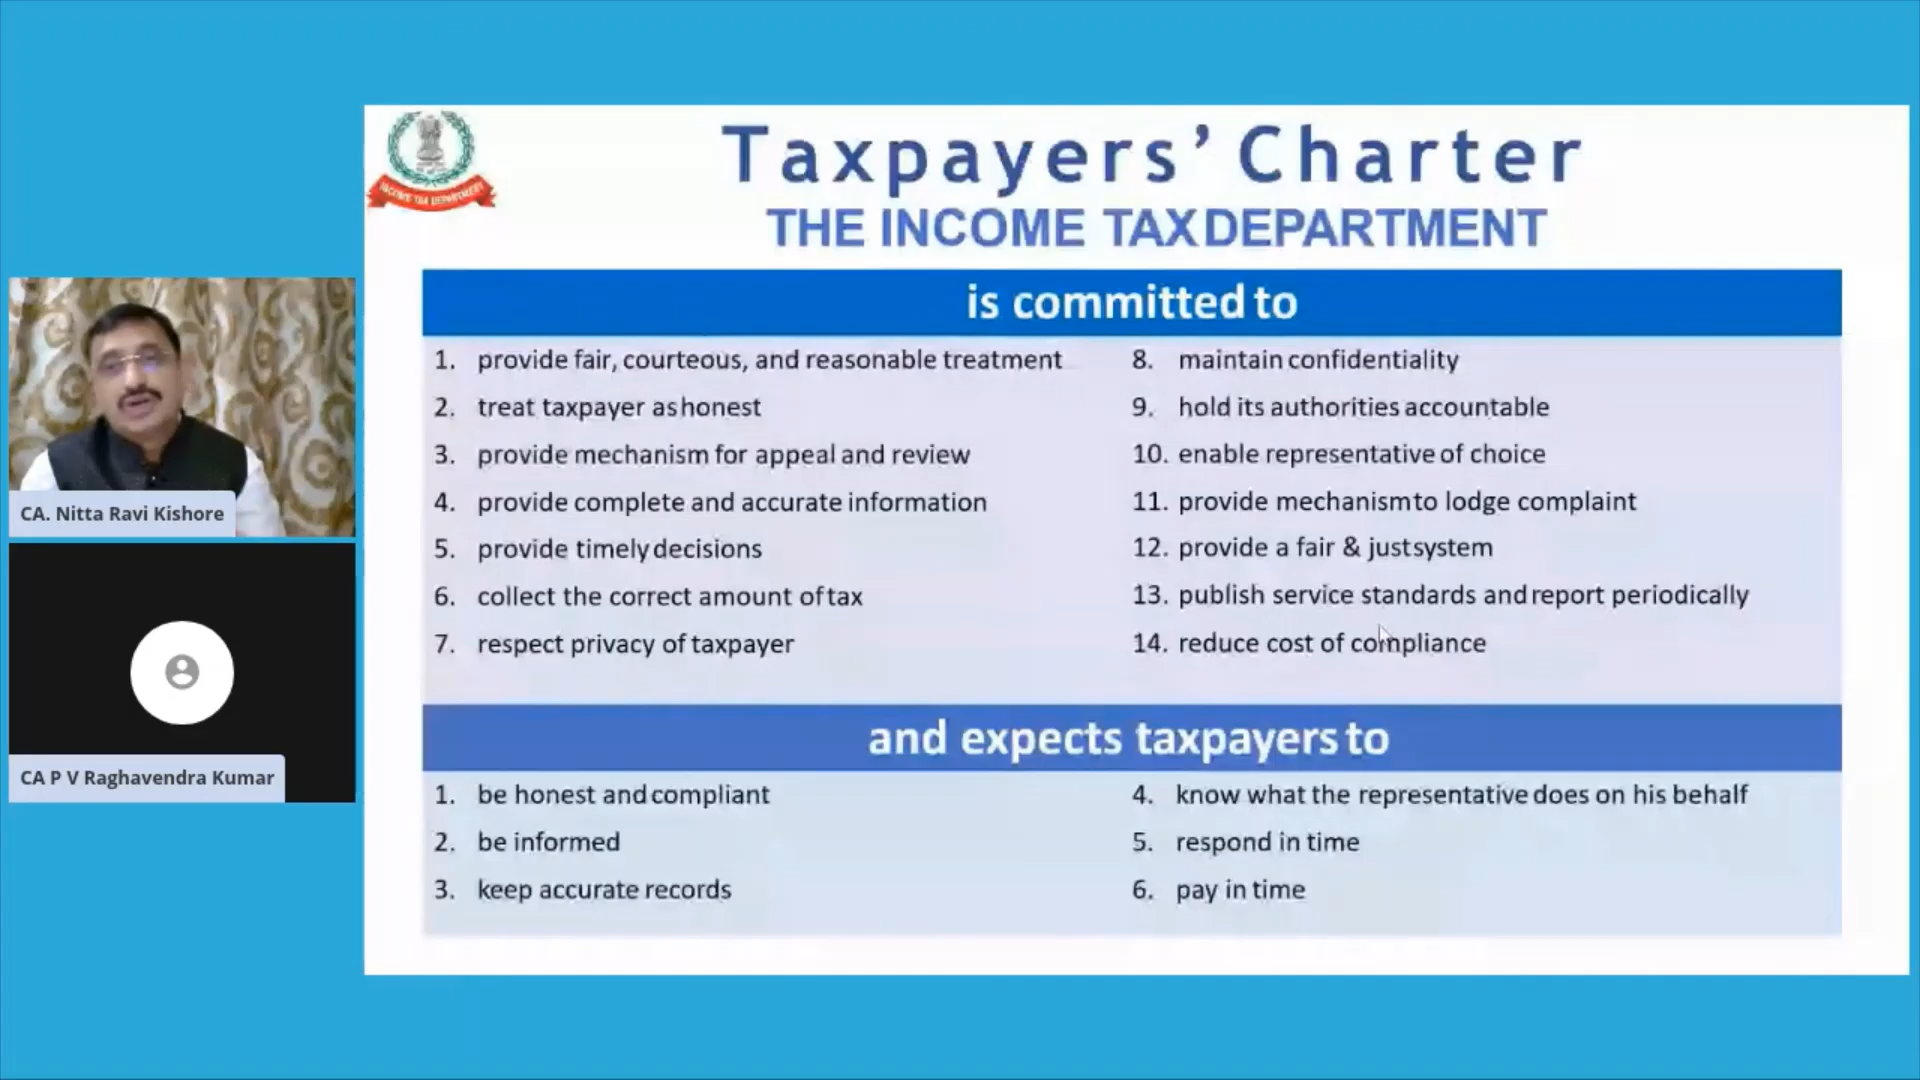 INCOME TAX DEPARTMENT
Taxpayers’ Charter
THE INCOME TAX DEPARTMENT
is committed to
1. provide fair, courteous, and reasonable treatment
2. treat taxpayer as honest
3. provide mechanism for appeal and review
4. provide complete and accurate information
5. provide timely decisions
6. collect the correct amount of tax
7. respect privacy of taxpayer
8. maintain confidentiality
9. hold its authorities accountable
10. enable representative of choice
11. provide mechanism to lodge complaint
12. provide a fair & just system
13. publish service standards and report periodically
14. reduce cost of compliance
and expects taxpayers to
1. be honest and compliant
2. be informed
3. keep accurate records
4. know what the representative does on his behalf
5. respond in time
6. pay in time
CA. Nitta Ravi Kishore
CA P V Raghavendra Kumar